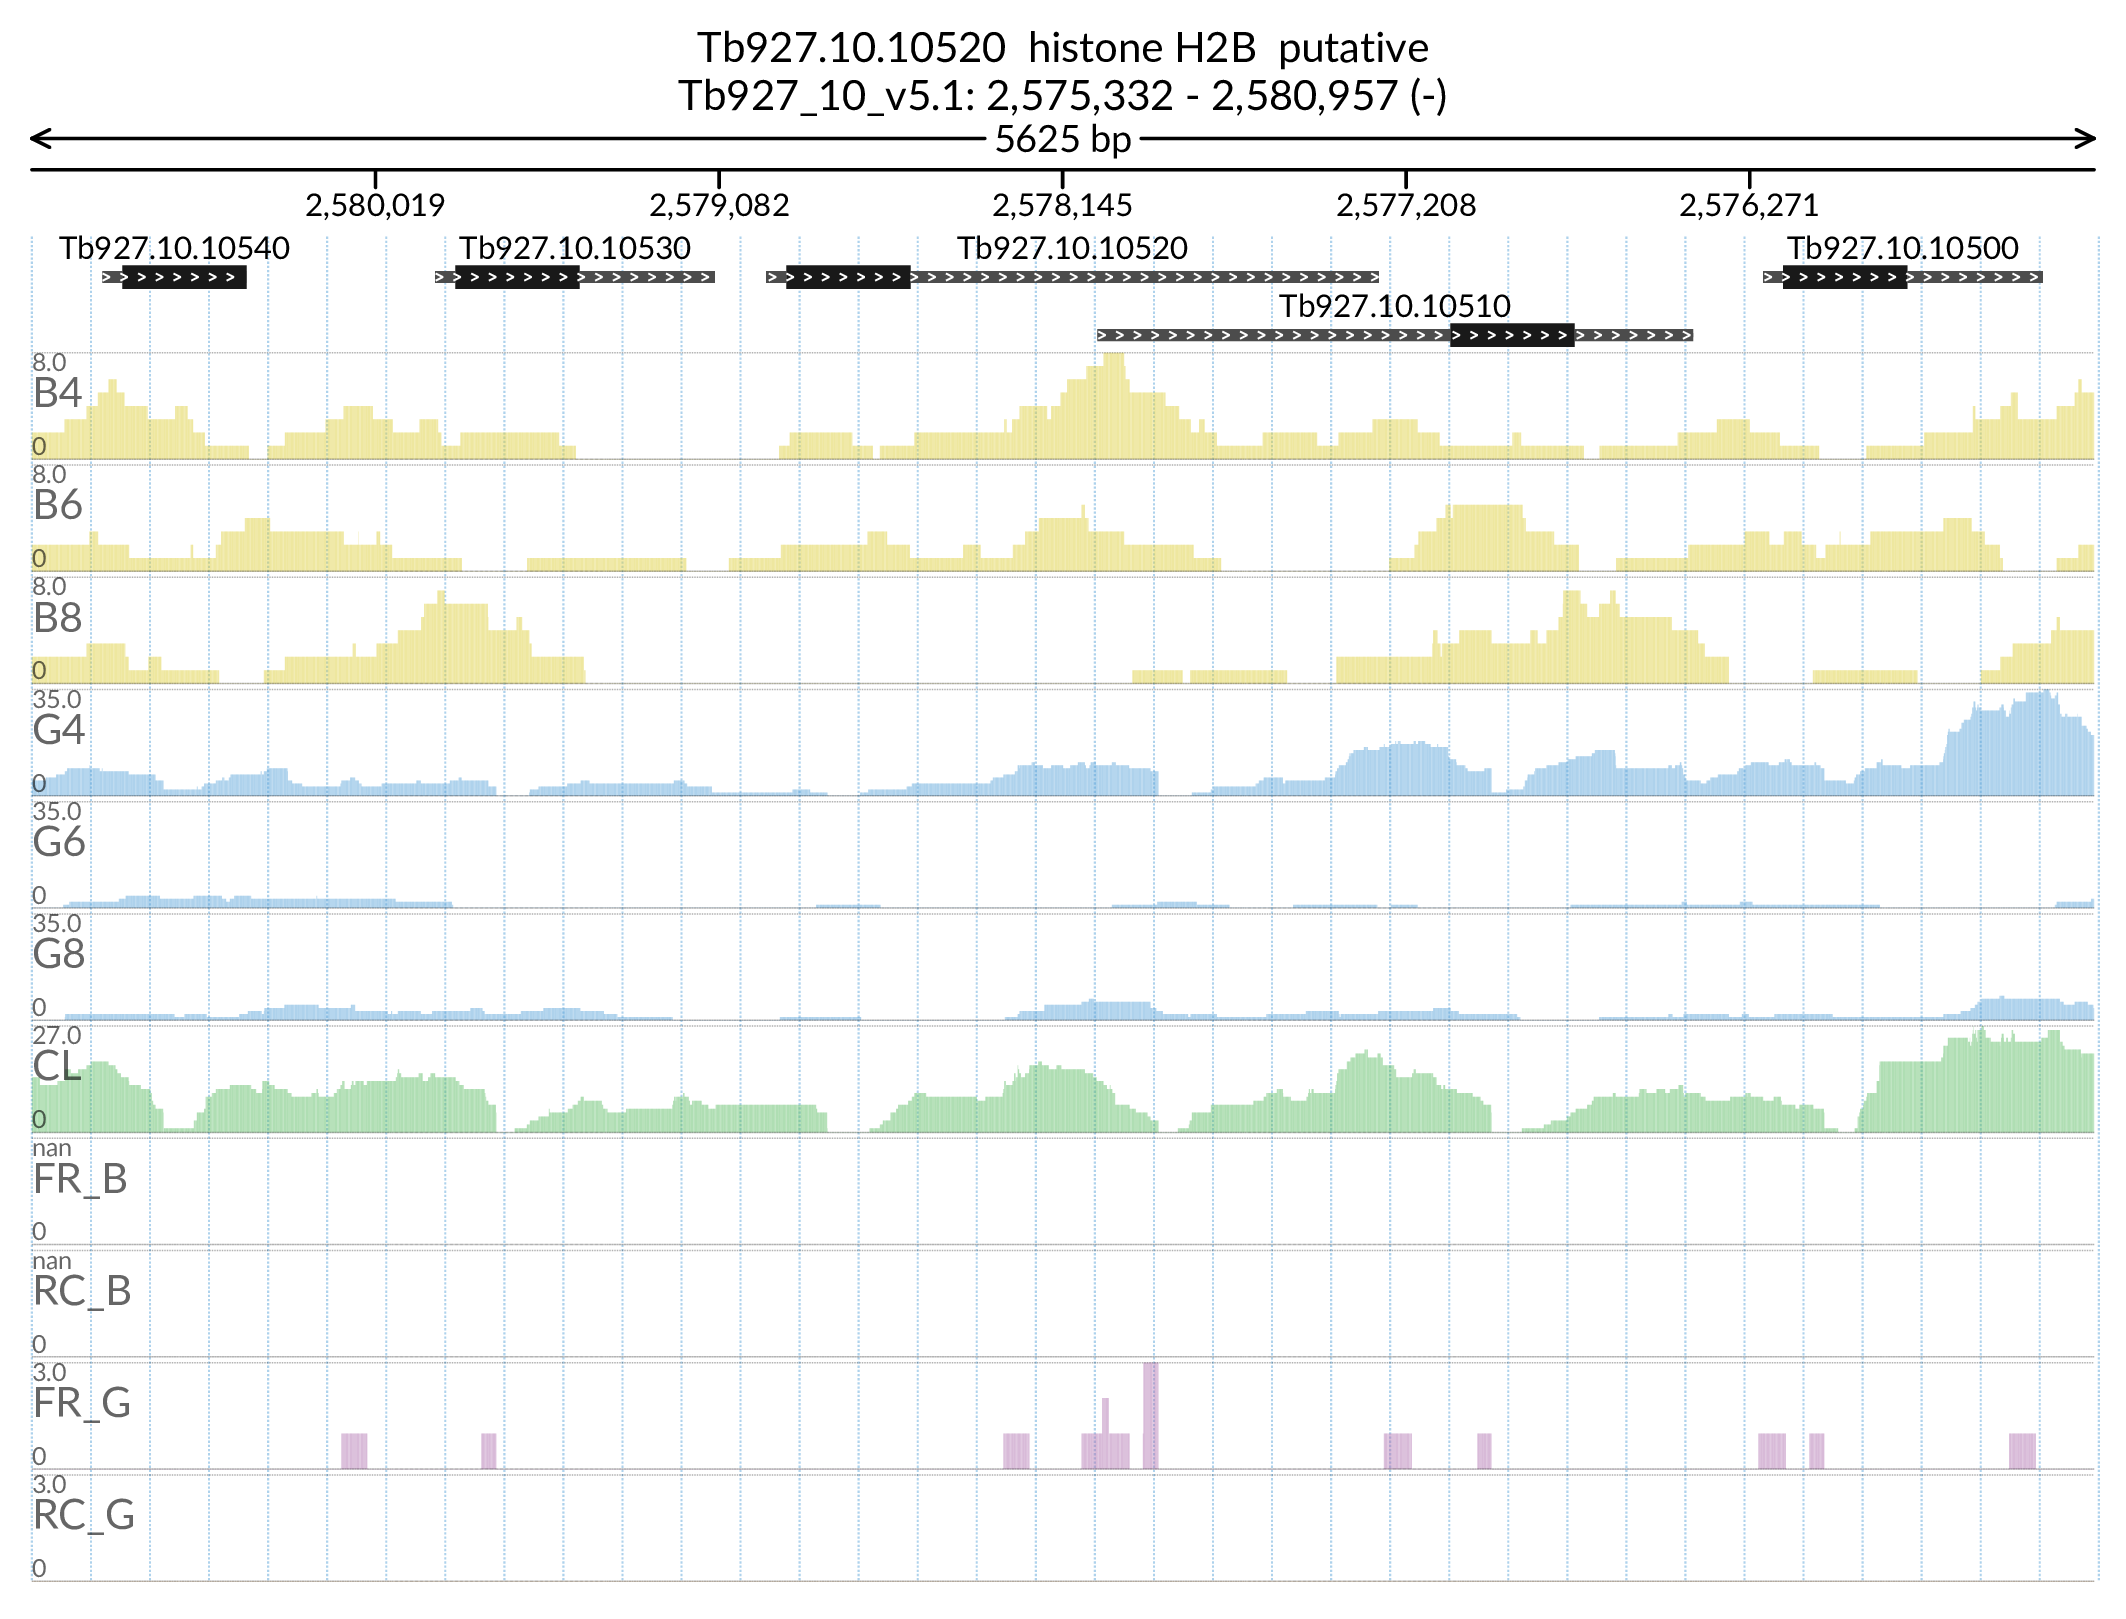 Tb927.10.10520  histone H2B  putative
Tb927_10_v5.1: 2,575,332 - 2,580,957 (-)
5625 bp
2,580,019 2,579,082 2,578,145 2,577,208 2,576,271
Tb927.10.10540 Tb927.10.10530 Tb927.10.10520 Tb927.10.10500
Tb927.10.10510
8.0
B4
0
8.0
B6
0
8.0
B8
0
35.0
G4
0
35.0
G6
0
35.0
G8
0
27.0
CL
0
nan
FR_B
0
nan
RC_B
0
3.0
FR_G
0
3.0
RC_G
0